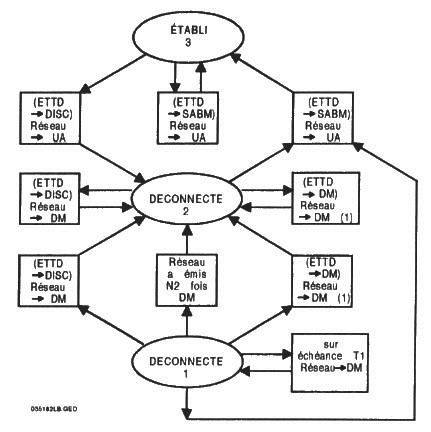 ÉTABLI
3
(ETTD
→DISC)
Réseau
→ UA
(ETTD
→SABM)
Réseau
→ UA
(ETTD
→SABM)
Réseau
→ UA
(ETTD
→DISC)
Réseau
→ DM
DECONNECTE
2
(ETTD
→ DM)
Réseau
→ DM (1)
(ETTD
→DISC)
Réseau
→ DM
Réseau
a émis
N2 fois
DM
(ETTD
→DM)
Réseau
→ DM (1)
DECONNECTE
1
sur
échéance T1
Réseau→DM
035182LB.GED